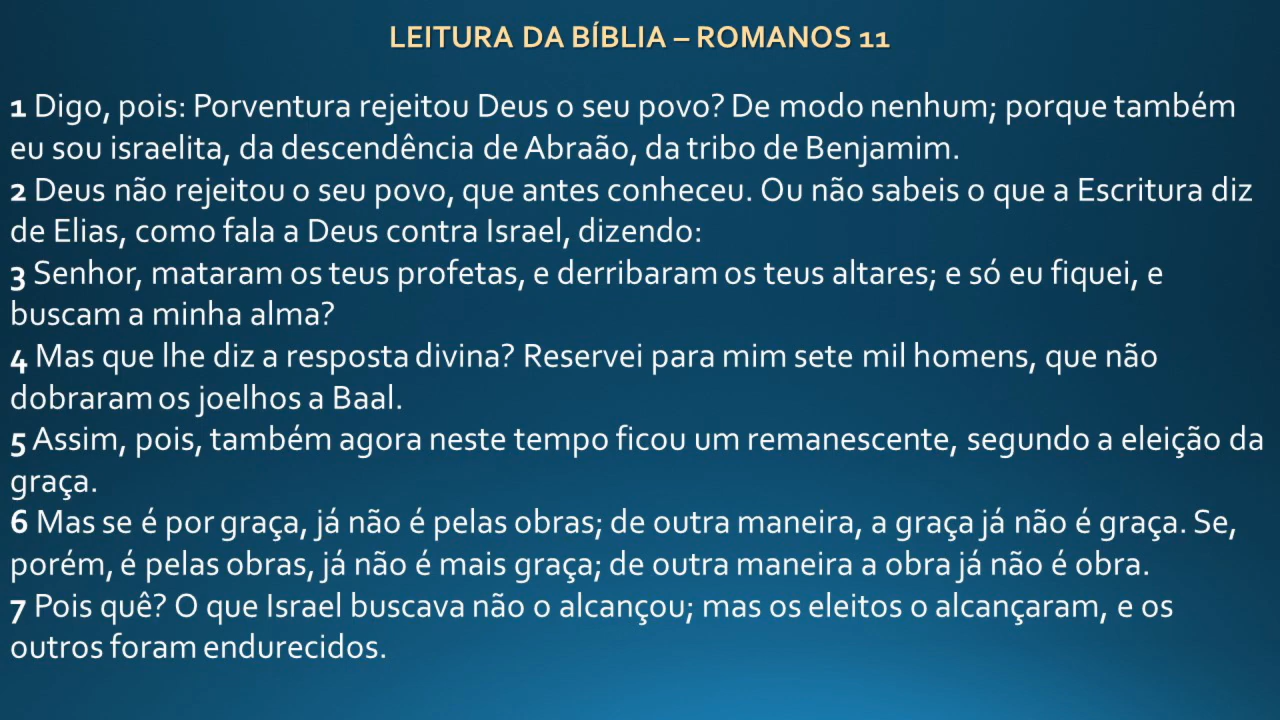 LEITURA DA BÍBLIA – ROMANOS 11
1 Digo, pois: Porventura rejeitou Deus o seu povo? De modo nenhum; porque também
eu sou israelita, da descendência de Abraão, da tribo de Benjamim.
2 Deus não rejeitou o seu povo, que antes conheceu. Ou não sabeis o que a Escritura diz
de Elias, como fala a Deus contra Israel, dizendo:
3 Senhor, mataram os teus profetas, e derribaram os teus altares; e só eu fiquei, e
buscam a minha alma?
4 Mas que lhe diz a resposta divina? Reservei para mim sete mil homens, que não
dobraram os joelhos a Baal.
5 Assim, pois, também agora neste tempo ficou um remanescente, segundo a eleição da
graça.
6 Mas se é por graça, já não é pelas obras; de outra maneira, a graça já não é graça. Se,
porém, é pelas obras, já não é mais graça; de outra maneira a obra já não é obra.
7 Pois quê? O que Israel buscava não o alcançou; mas os eleitos o alcançaram, e os
outros foram endurecidos.